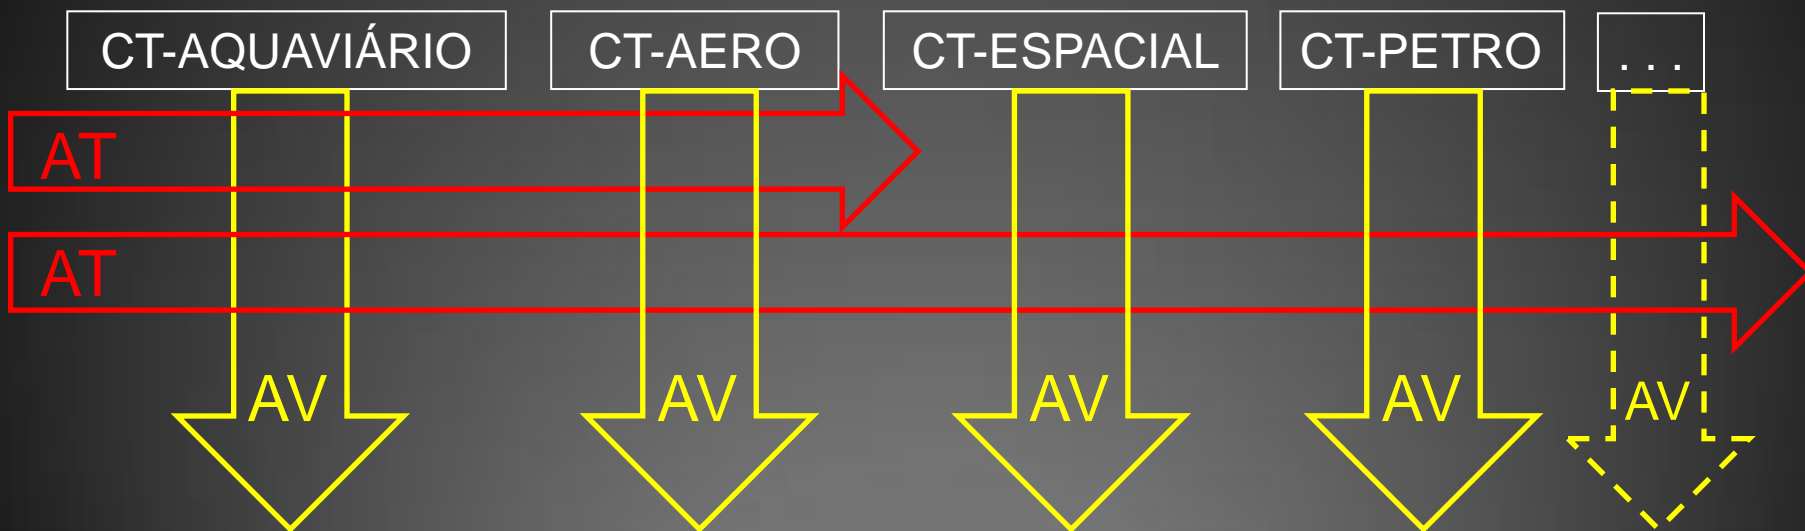 CT-AQUAVIÁRIO
CT-AERO
CT-ESPACIAL
CT-PETRO
. . .
AT
AT
AV
AV
AV
AV
AV